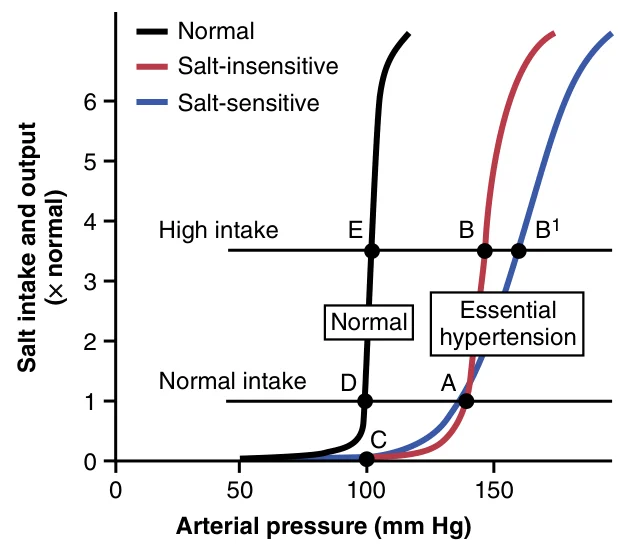 Normal
Salt-insensitive
Salt-sensitive
Salt intake and output
(× normal)
6
5
4
3
2
1
0
High intake
E
B
B¹
Normal
Essential
hypertension
Normal intake
D
A
C
0
50
100
150
Arterial pressure (mm Hg)